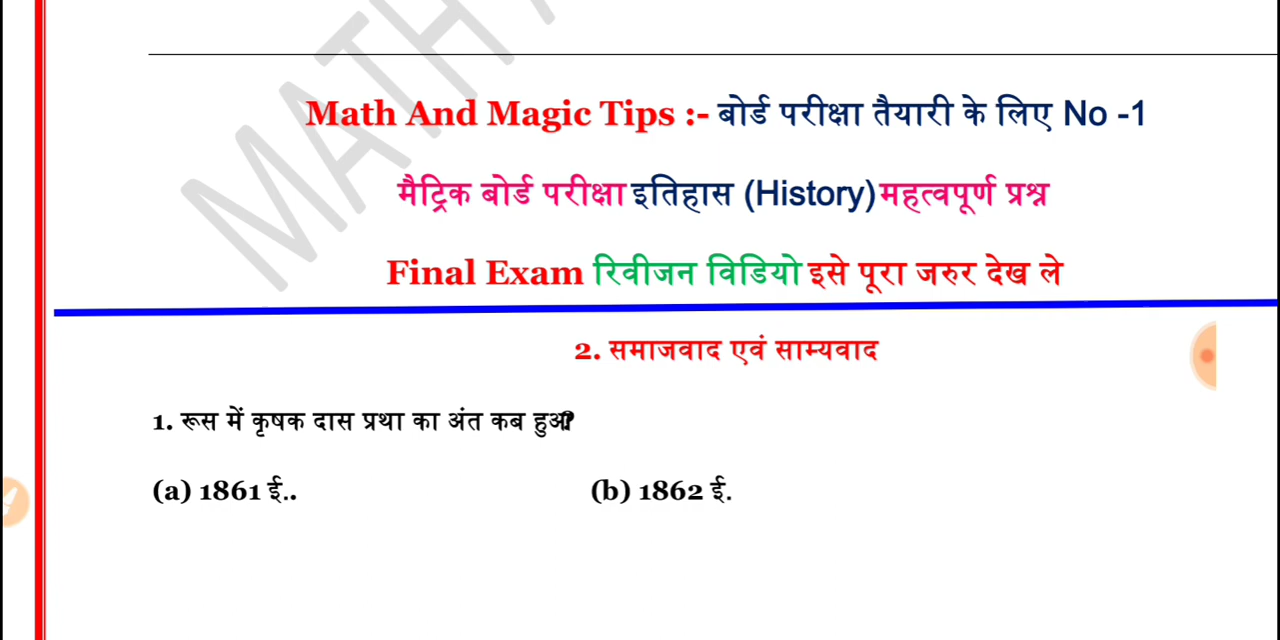 MATH A
Math And Magic Tips :- बोर्ड परीक्षा तैयारी के लिए No -1
मैट्रिक बोर्ड परीक्षा इतिहास (History) महत्वपूर्ण प्रश्न
Final Exam रिवीजन विडियो इसे पूरा जरुर देख ले
2. समाजवाद एवं साम्यवाद
1. रूस में कृषक दास प्रथा का अंत कब हुआ?
(a) 1861 ई.. (b) 1862 ई.